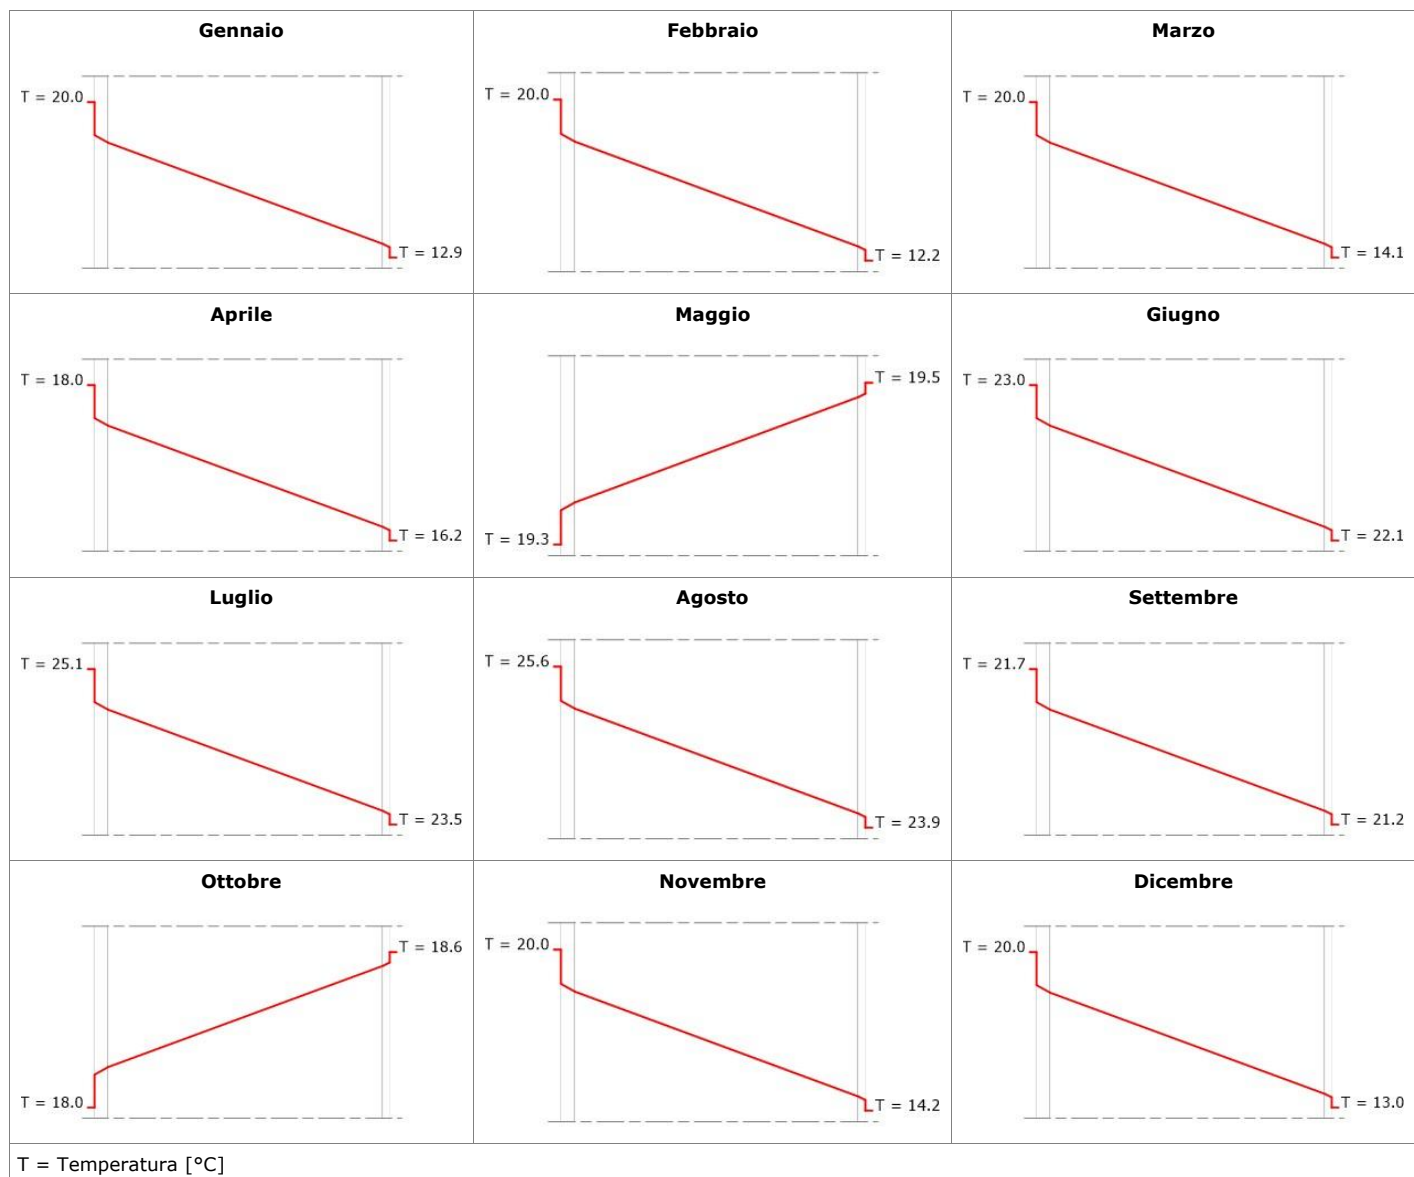 Gennaio
T = 20.0
T = 12.9
Febbraio
T = 20.0
T = 12.2
Marzo
T = 20.0
T = 14.1
Aprile
T = 18.0
T = 16.2
Maggio
T = 19.5
T = 19.3
Giugno
T = 23.0
T = 22.1
Luglio
T = 25.1
T = 23.5
Agosto
T = 25.6
T = 23.9
Settembre
T = 21.7
T = 21.2
Ottobre
T = 18.6
T = 18.0
Novembre
T = 20.0
T = 14.2
Dicembre
T = 20.0
T = 13.0
T = Temperatura [°C]